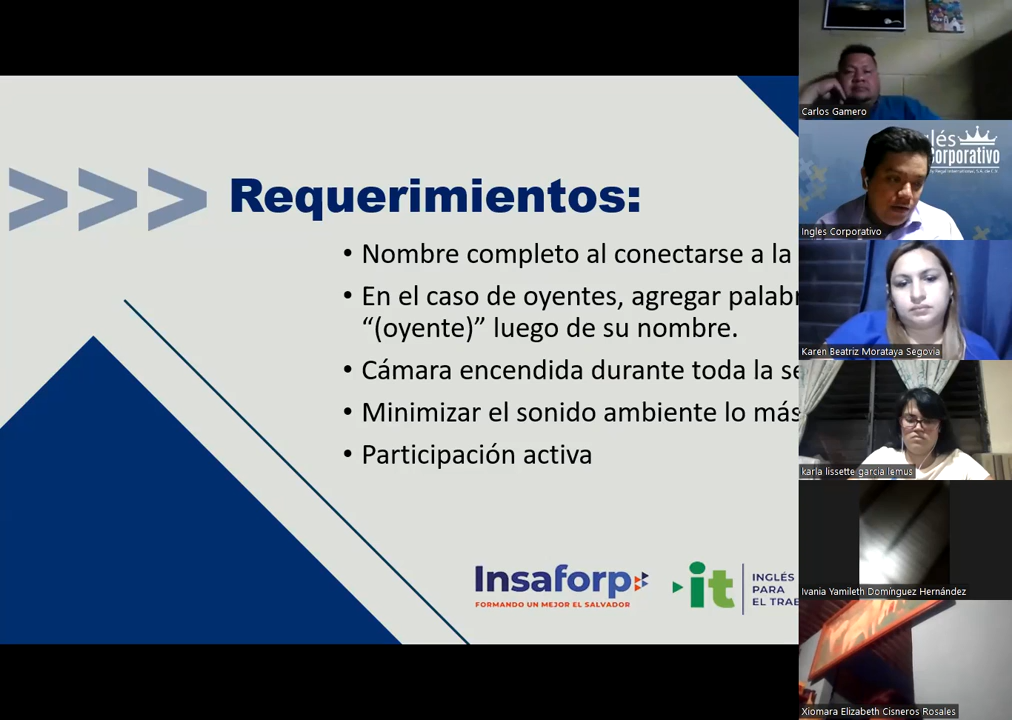 >>> Requerimientos:
• Nombre completo al conectarse a la
• En el caso de oyentes, agregar palabr
“(oyente)” luego de su nombre.
• Cámara encendida durante toda la se
• Minimizar el sonido ambiente lo más
• Participación activa
Insaforp
FORMANDO UN MEJOR EL SALVADOR
it
INGLÉS
PARA
EL TRA
Carlos Gamero
glés
Corporativo
Ingles Corporativo
Karen Beatriz Morataya Segovia
karla lissette garcia lemus
Ivania Yamileth Domínguez Hernández
Xiomara Elizabeth Cisneros Rosales